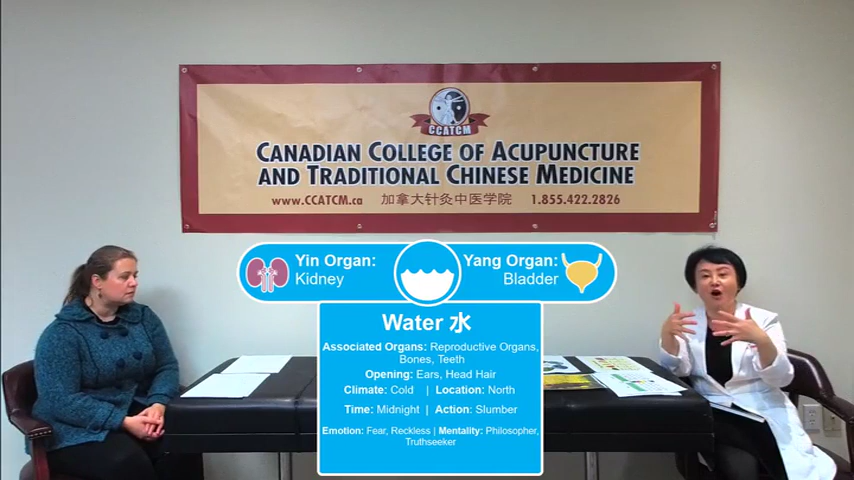 CCATCM
CANADIAN COLLEGE OF ACUPUNCTURE
AND TRADITIONAL CHINESE MEDICINE
www.CCATCM.ca 加拿大针灸中医学院 1.855.422.2826
Yin Organ:
Kidney
Yang Organ:
Bladder
Water 水
Associated Organs: Reproductive Organs,
Bones, Teeth
Opening: Ears, Head Hair
Climate: Cold | Location: North
Time: Midnight | Action: Slumber
Emotion: Fear, Reckless | Mentality: Philosopher,
Truthseeker